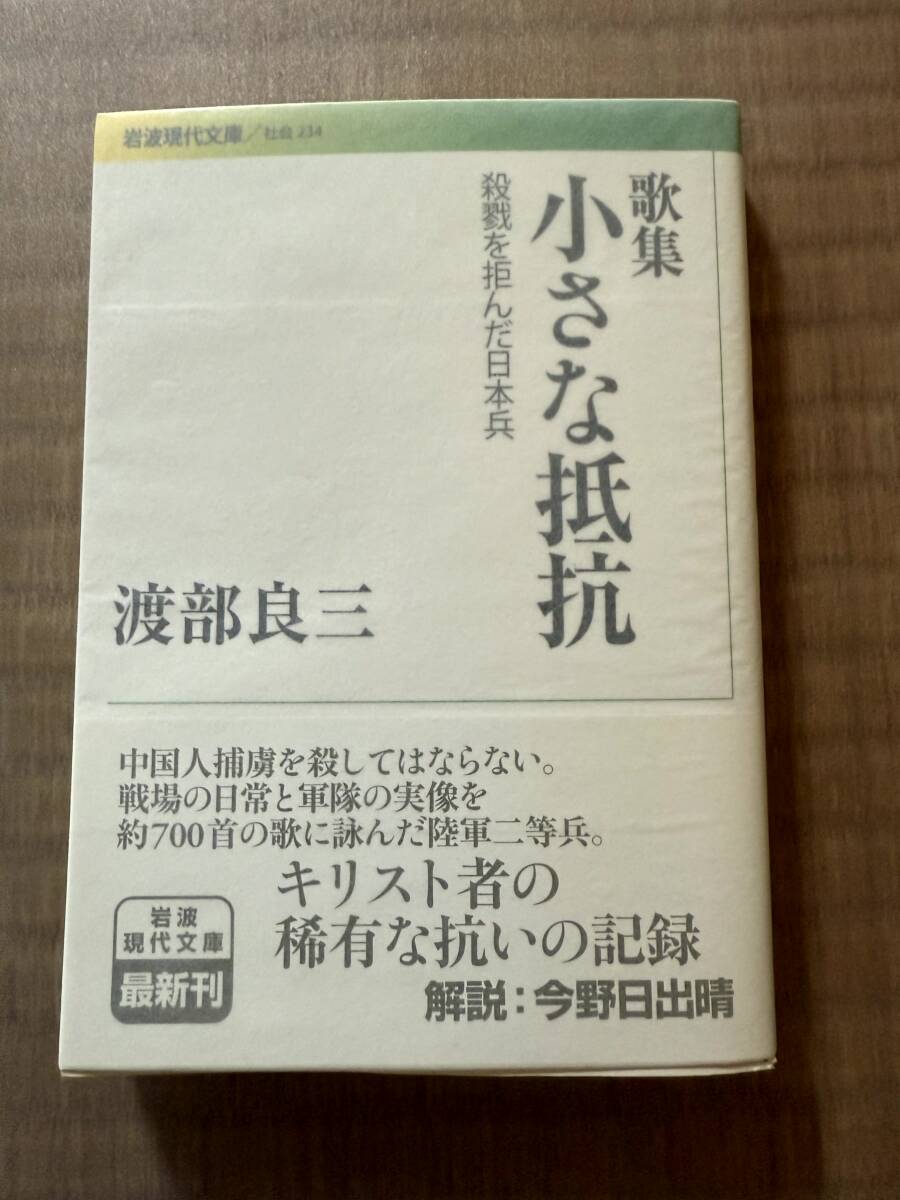 岩波現代文庫/社会 234
歌集
小さな抵抗
殺戮を拒んだ日本兵
渡部良三
中国人捕虜を殺してはならない。
戦場の日常と軍隊の実像を
約700首の歌に詠んだ陸軍二等兵。
キリスト者の
稀有な抗いの記録
解説:今野日出晴
岩波
現代文庫
最新刊